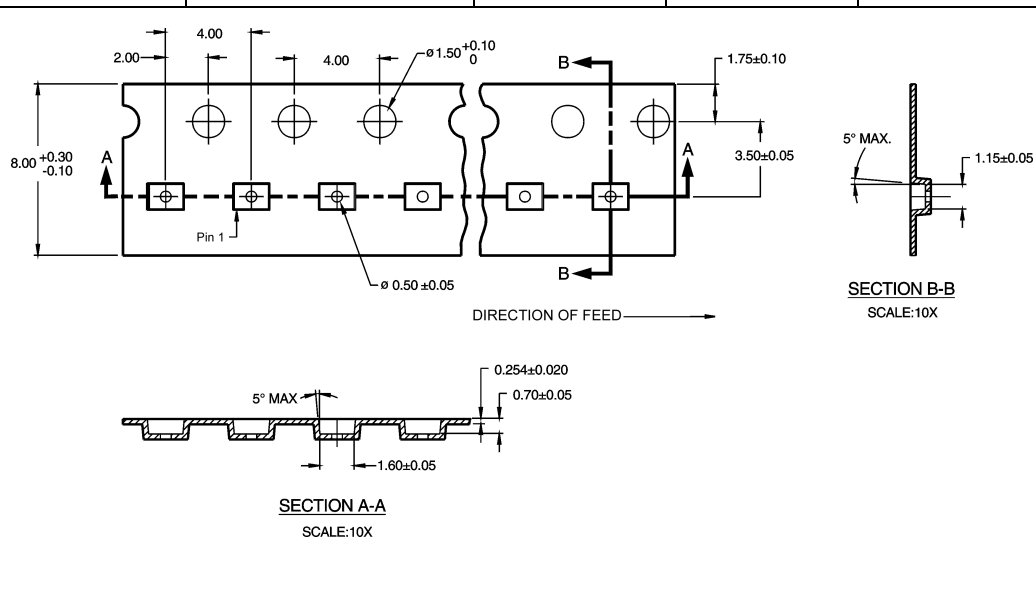 4.00
2.00
4.00
ø1.50 +0.10
0
B
1.75±0.10
8.00 +0.30
-0.10
A
A
3.50±0.05
5° MAX.
1.15±0.05
Pin 1
ø 0.50 ±0.05
B
DIRECTION OF FEED
SECTION B-B
SCALE:10X
0.254±0.020
5° MAX
0.70±0.05
1.60±0.05
SECTION A-A
SCALE:10X